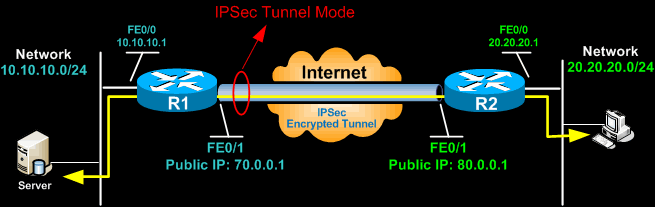 IPSec Tunnel Mode
FE0/0
10.10.10.1
FE0/0
20.20.20.1
Network
10.10.10.0/24
Internet
Network
20.20.20.0/24
R1
R2
IPSec
Encrypted Tunnel
FE0/1
Public IP: 70.0.0.1
FE0/1
Public IP: 80.0.0.1
Server